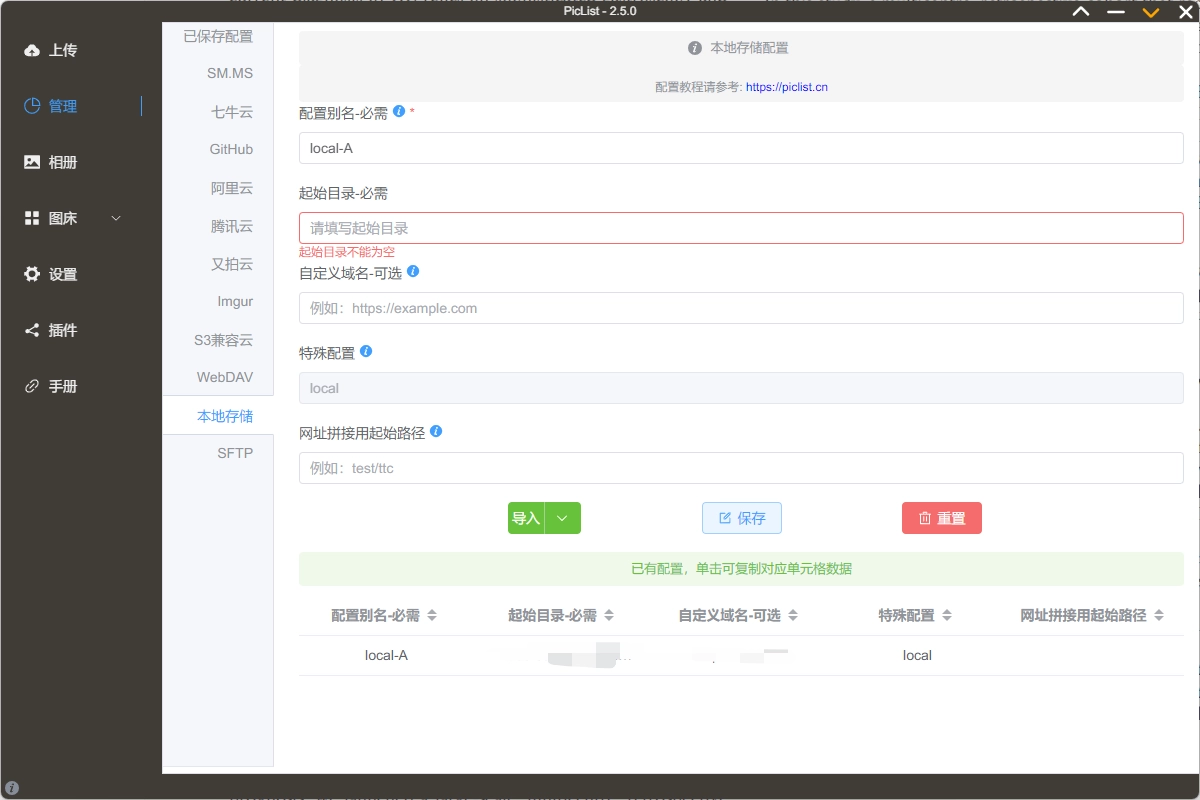 PicList - 2.5.0
上传
管理
相册
图床
设置
插件
手册
已保存配置
SM.MS
七牛云
GitHub
阿里云
腾讯云
又拍云
Imgur
S3兼容云
WebDAV
本地存储
SFTP
本地存储配置
配置教程请参考: https://piclist.cn
配置别名-必需 *
local-A
起始目录-必需
请填写起始目录
起始目录不能为空
自定义域名-可选
例如：https://example.com
特殊配置
local
网址拼接用起始路径
例如：test/ttc
导入 保存 重置
已有配置，单击可复制对应单元格数据
配置别名-必需 起始目录-必需 自定义域名-可选 特殊配置 网址拼接用起始路径
local-A local